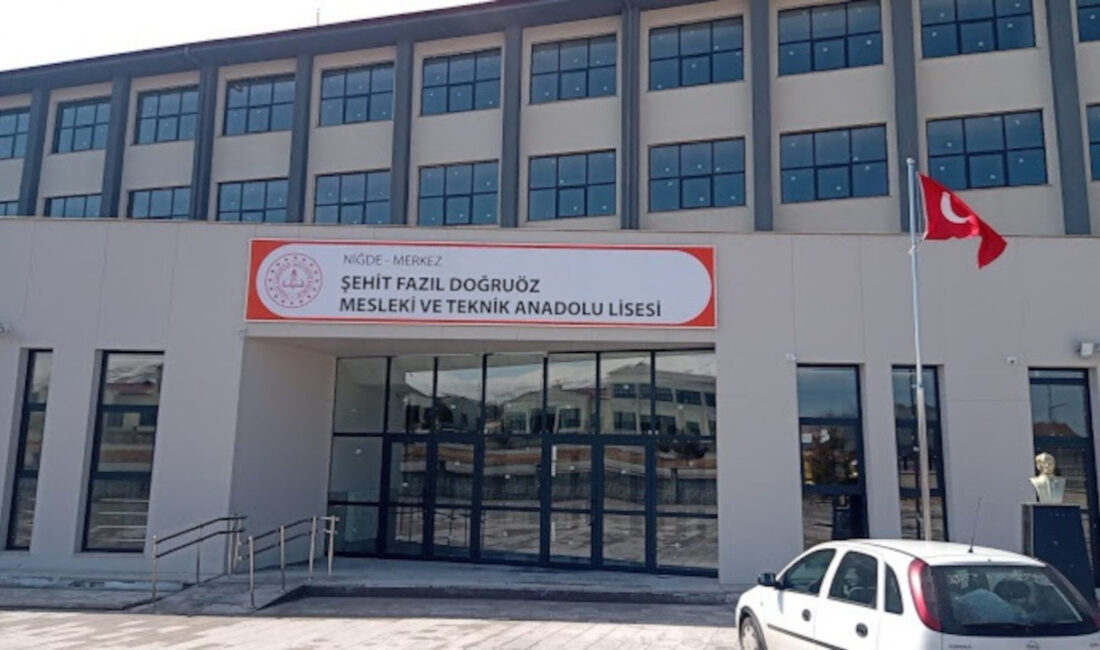 NİĞDE - MERKEZ
ŞEHİT FAZIL DOĞRUÖZ
MESLEKİ VE TEKNİK ANADOLU LİSESİ